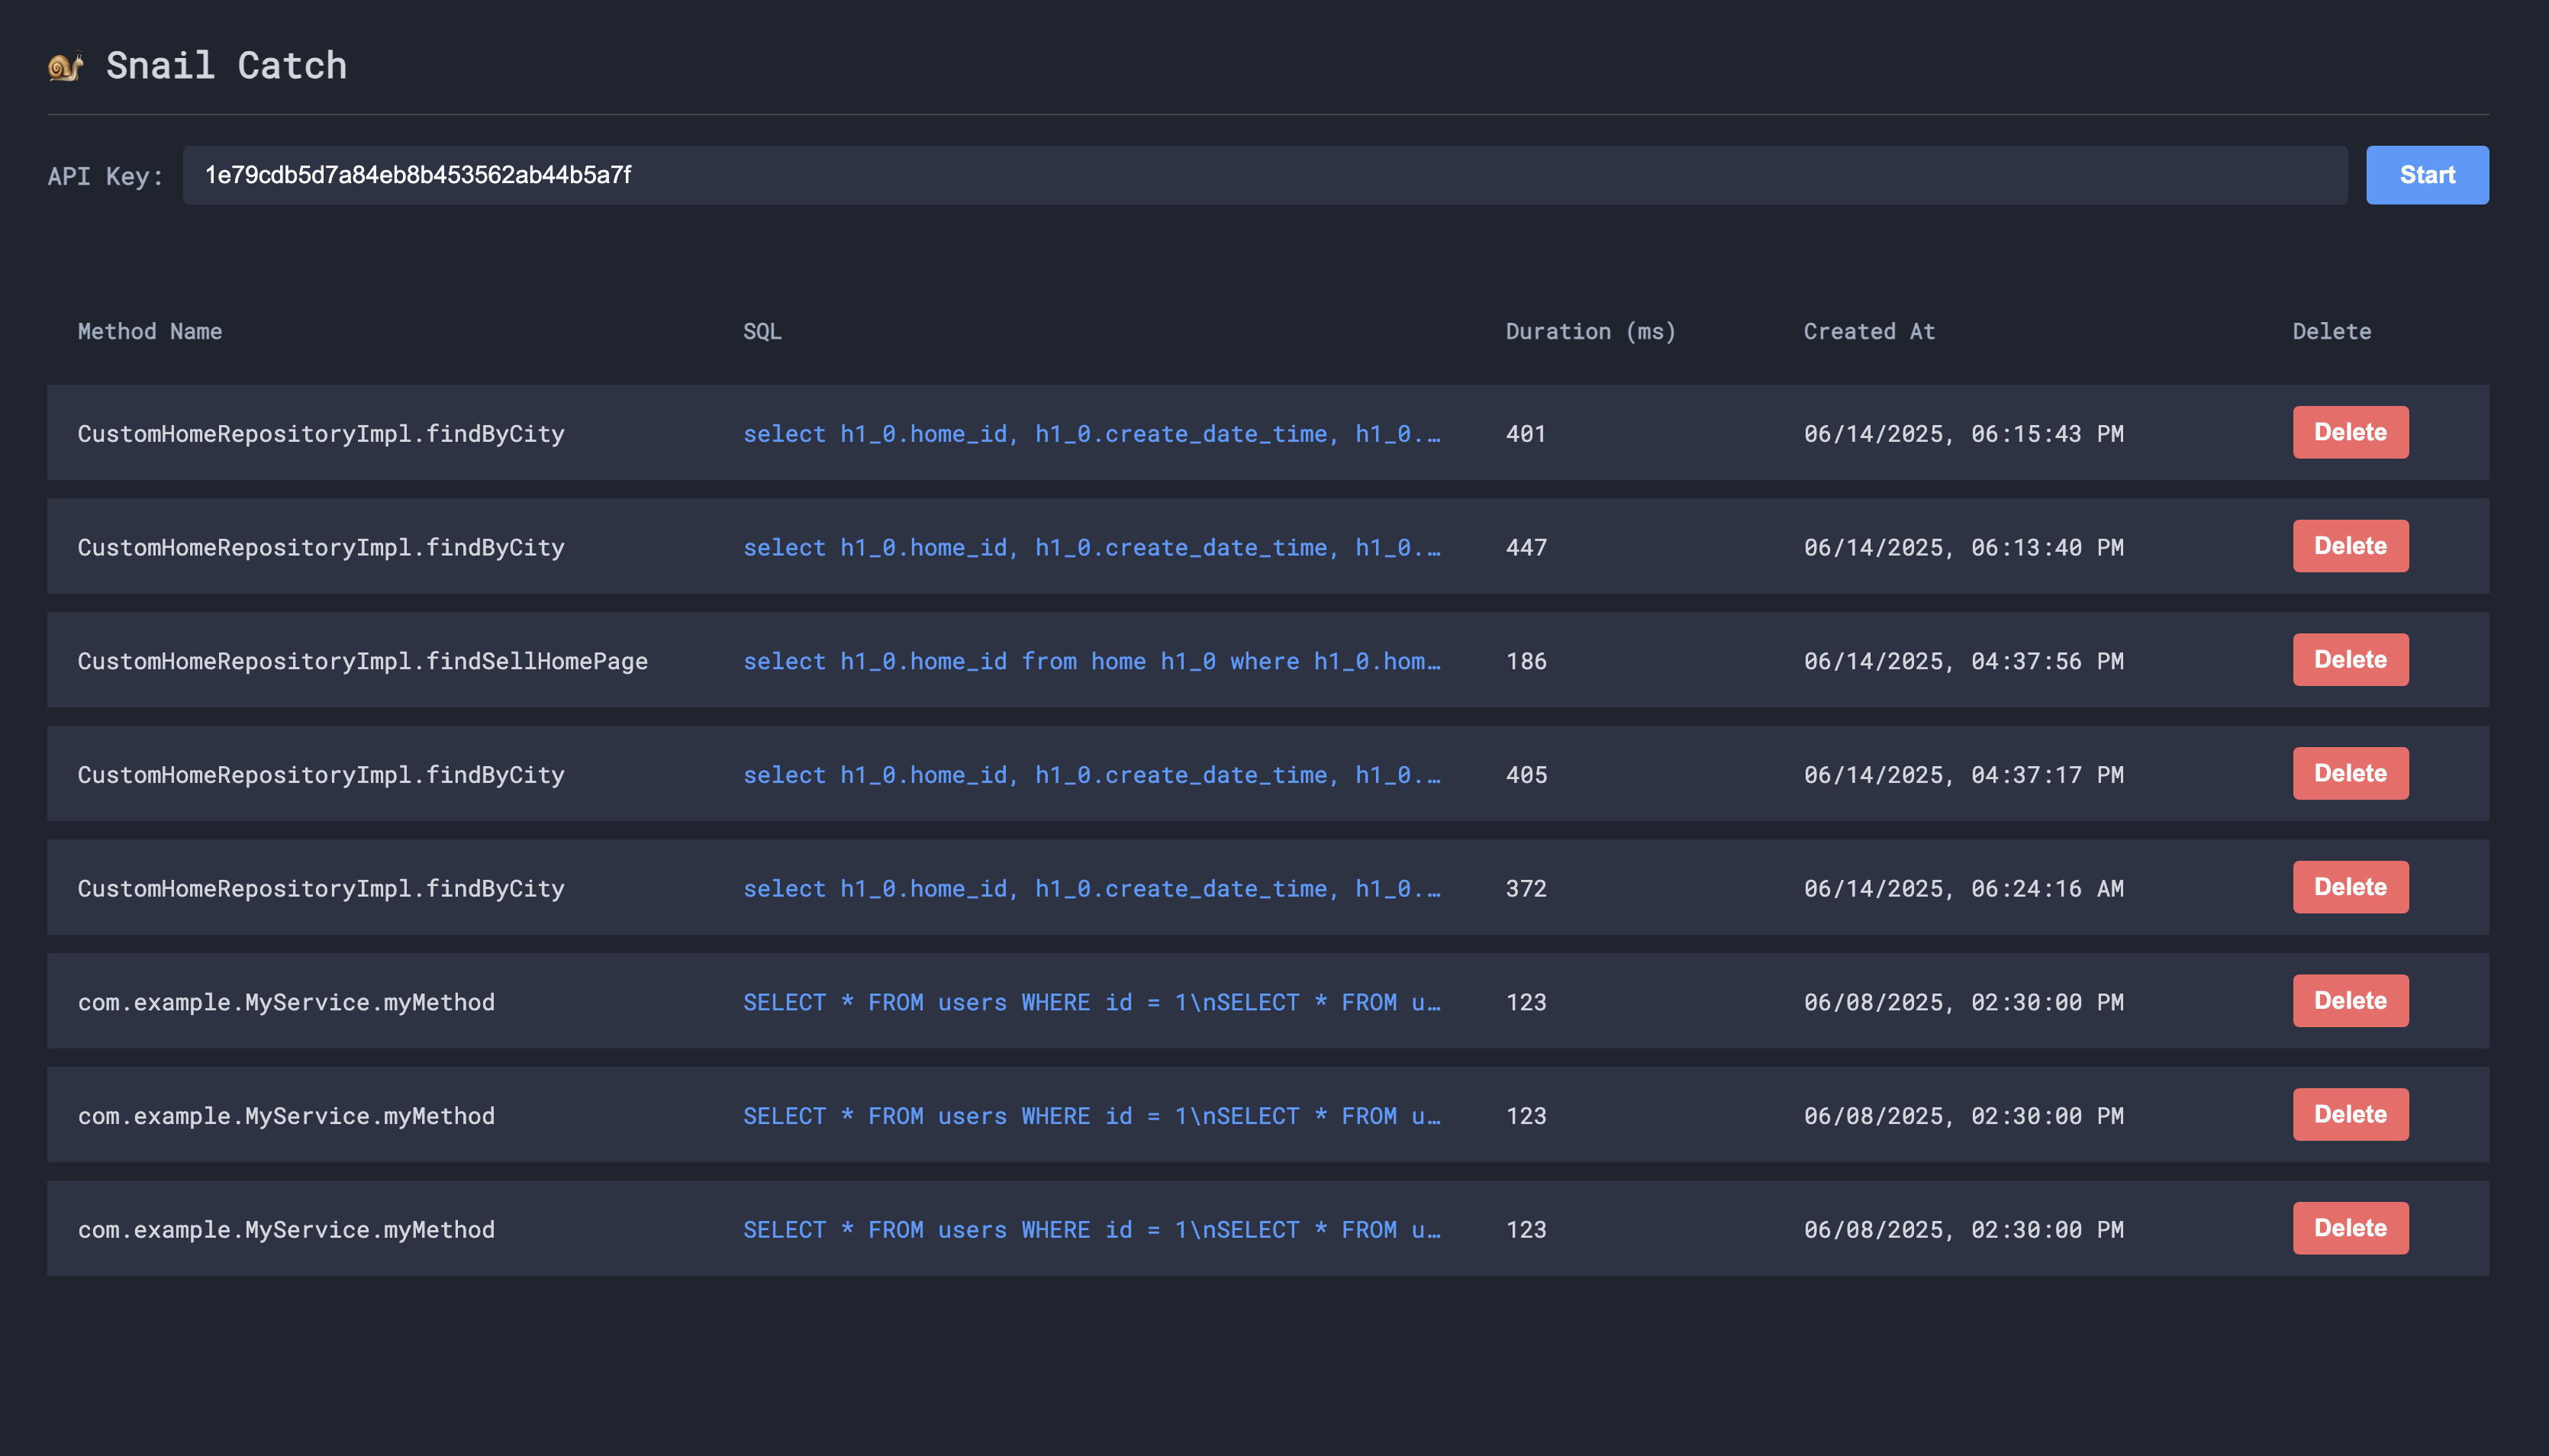 Snail Catch
API Key: 1e79cdb5d7a84eb8b453562ab44b5a7f Start
Method Name SQL Duration (ms) Created At Delete
CustomHomeRepositoryImpl.findByCity select h1_0.home_id, h1_0.create_date_time, h1_0.… 401 06/14/2025, 06:15:43 PM Delete
CustomHomeRepositoryImpl.findByCity select h1_0.home_id, h1_0.create_date_time, h1_0.… 447 06/14/2025, 06:13:40 PM Delete
CustomHomeRepositoryImpl.findSellHomePage select h1_0.home_id from home h1_0 where h1_0.hom… 186 06/14/2025, 04:37:56 PM Delete
CustomHomeRepositoryImpl.findByCity select h1_0.home_id, h1_0.create_date_time, h1_0.… 405 06/14/2025, 04:37:17 PM Delete
CustomHomeRepositoryImpl.findByCity select h1_0.home_id, h1_0.create_date_time, h1_0.… 372 06/14/2025, 06:24:16 AM Delete
com.example.MyService.myMethod SELECT * FROM users WHERE id = 1\nSELECT * FROM u… 123 06/08/2025, 02:30:00 PM Delete
com.example.MyService.myMethod SELECT * FROM users WHERE id = 1\nSELECT * FROM u… 123 06/08/2025, 02:30:00 PM Delete
com.example.MyService.myMethod SELECT * FROM users WHERE id = 1\nSELECT * FROM u… 123 06/08/2025, 02:30:00 PM Delete